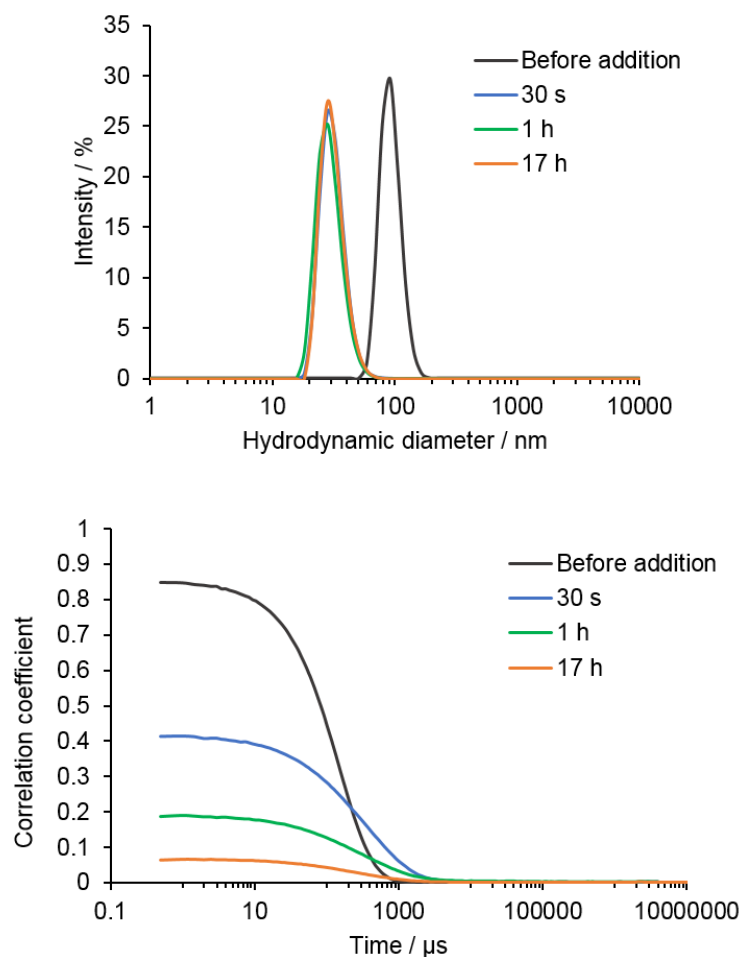 35
30
25
20
15
10
5
0
Intensity / %
Before addition
30 s
1 h
17 h
1 10 100 1000 10000
Hydrodynamic diameter / nm
1
0.9
0.8
0.7
0.6
0.5
0.4
0.3
0.2
0.1
0
Correlation coefficient
Before addition
30 s
1 h
17 h
0.1 10 1000 100000 10000000
Time / µs